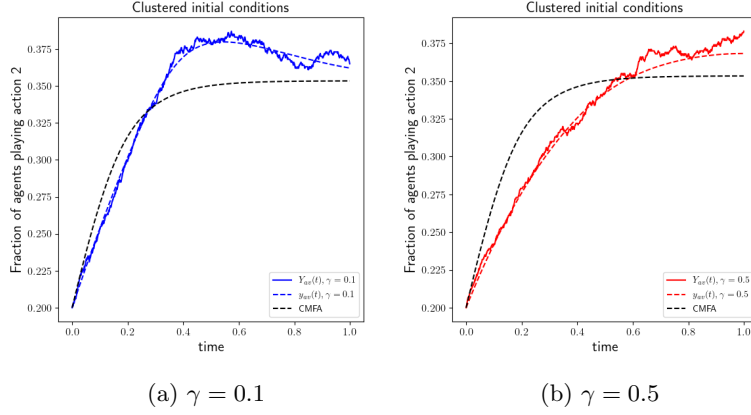 Clustered initial conditions
Fraction of agents playing action 2
0.375
0.350
0.325
0.300
0.275
0.250
0.225
0.200
0.0
0.2
0.4
0.6
0.8
1.0
time
Y_av(t), γ = 0.1
y_av(t), γ = 0.1
CMFA
(a) γ = 0.1
Clustered initial conditions
Fraction of agents playing action 2
0.375
0.350
0.325
0.300
0.275
0.250
0.225
0.200
0.0
0.2
0.4
0.6
0.8
1.0
time
Y_av(t), γ = 0.5
y_av(t), γ = 0.5
CMFA
(b) γ = 0.5